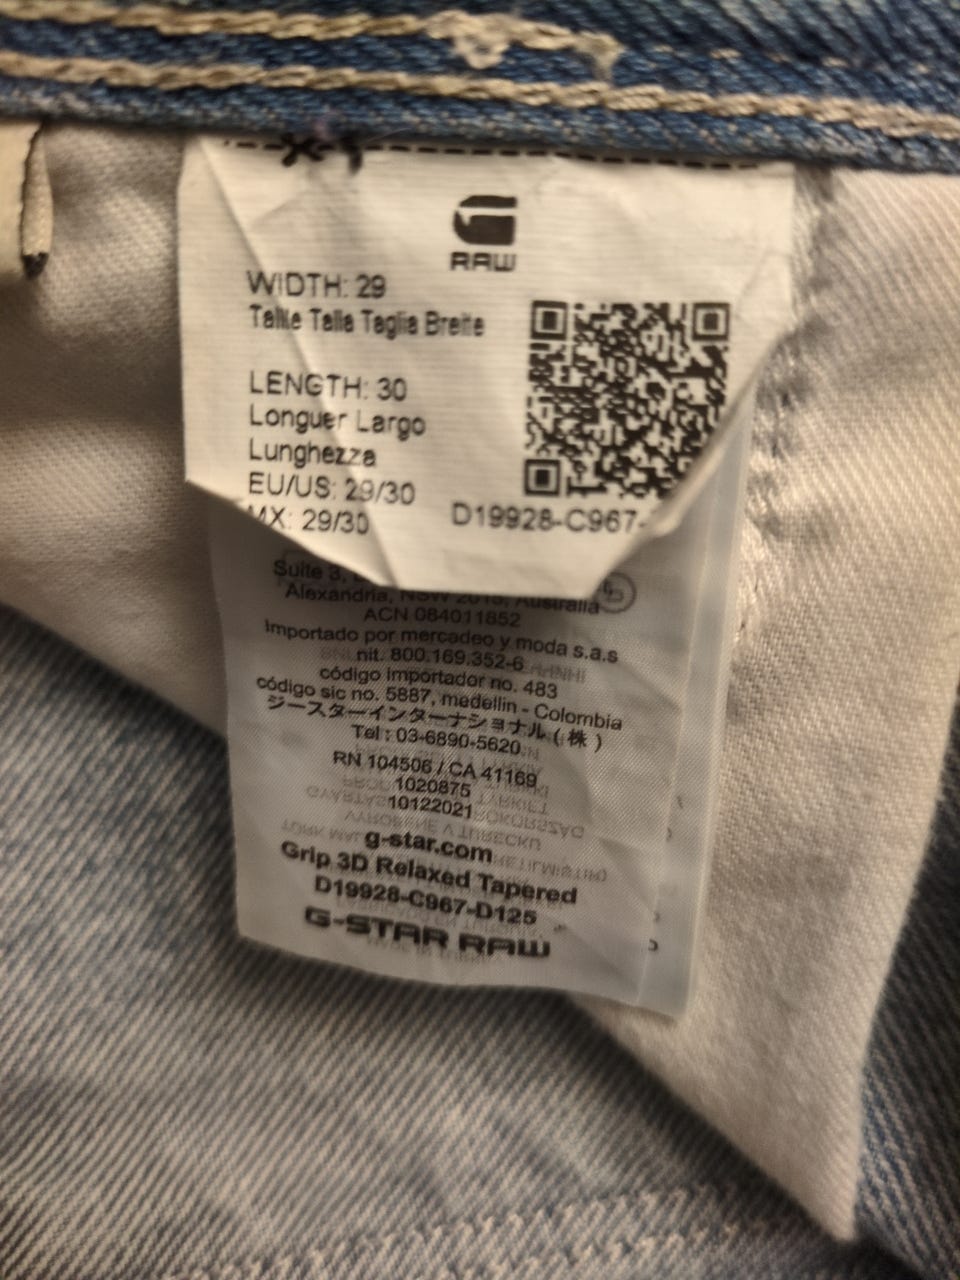 RAW
WIDTH: 29
Taille Talla Taglia Breite
LENGTH: 30
Longuer Largo
Lunghezza
EU/US: 29/30
MX: 29/30
D19928-C967-
Suite 3,
Alexandria, NSW 2015, Australia
ACN 084011852
Importado por mercadeo y moda s.a.s
nit. 800.169.352-6
código importador no. 483
código sic no. 5887, medellin - Colombia
ジースターインターナショナル(株)
Tel : 03-6890-5620
RN 104506 / CA 41169
1020875
10122021
g-star.com
Grip 3D Relaxed Tapered
D19928-C967-D125
G-STAR RAW